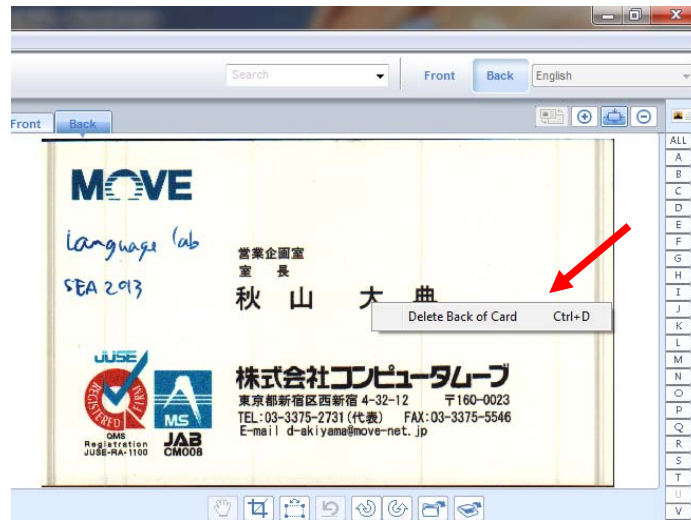 Search
Front
Back
English
Front
Back
ALL
A
B
C
D
E
F
G
H
I
J
K
L
M
N
O
P
Q
R
S
T
U
V
MOVE
Language lab
SEA 2913
営業企画室
室 長
秋 山 大 典
Delete Back of Card Ctrl+D
JUSE
REGISTERED FIRM
QMS
Registration
JUSE-RA-1100
MS
JAB
CM008
株式会社コンピュータムーブ
東京都新宿区西新宿 4-32-12 〒160-0023
TEL:03-3375-2731(代表) FAX:03-3375-5546
E-mail d-akiyama@move-net.jp